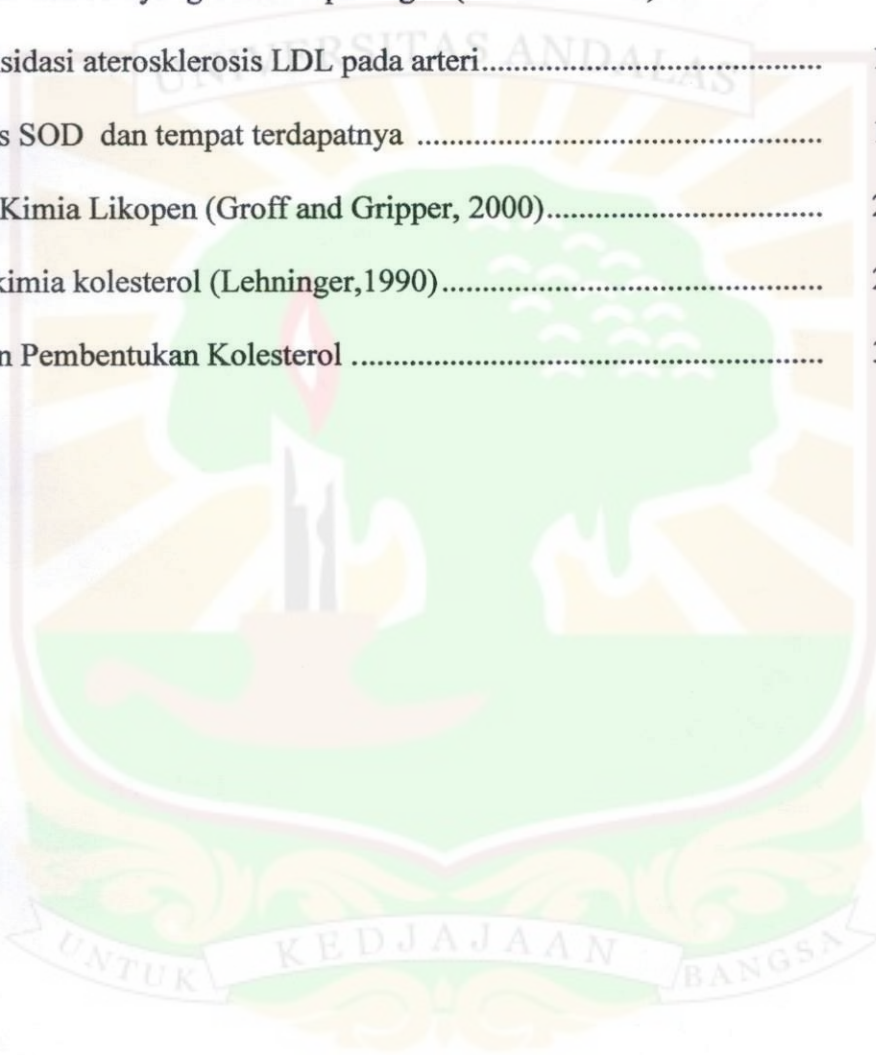 UNIVERSITAS ANDALAS
sidasi aterosklerosis LDL pada arteri
s SOD dan tempat terdapatnya
Kimia Likopen (Groff and Gripper, 2000)
kimia kolesterol (Lehninger,1990)
n Pembentukan Kolesterol
UNTUK KEDJAJAAN BANGSA